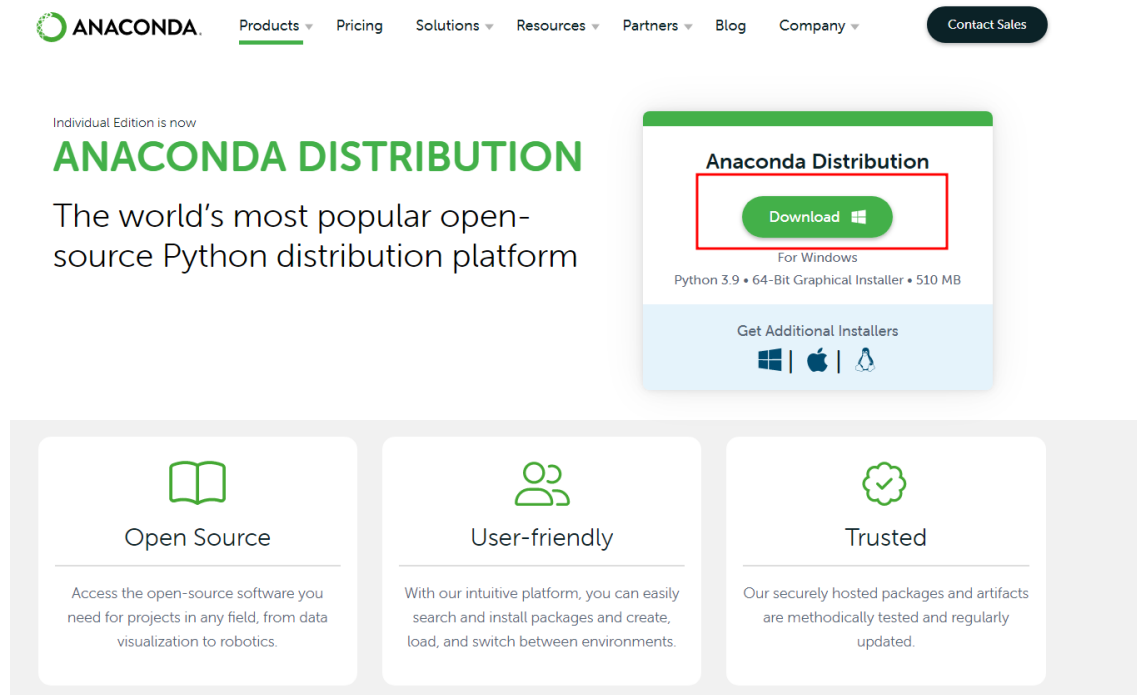 ANACONDA.
Products Pricing Solutions Resources Partners Blog Company Contact Sales
Individual Edition is now
ANACONDA DISTRIBUTION
The world's most popular open-
source Python distribution platform
Anaconda Distribution
Download
For Windows
Python 3.9 • 64-Bit Graphical Installer • 510 MB
Get Additional Installers
Open Source
Access the open-source software you
need for projects in any field, from data
visualization to robotics.
User-friendly
With our intuitive platform, you can easily
search and install packages and create,
load, and switch between environments.
Trusted
Our securely hosted packages and artifacts
are methodically tested and regularly
updated.